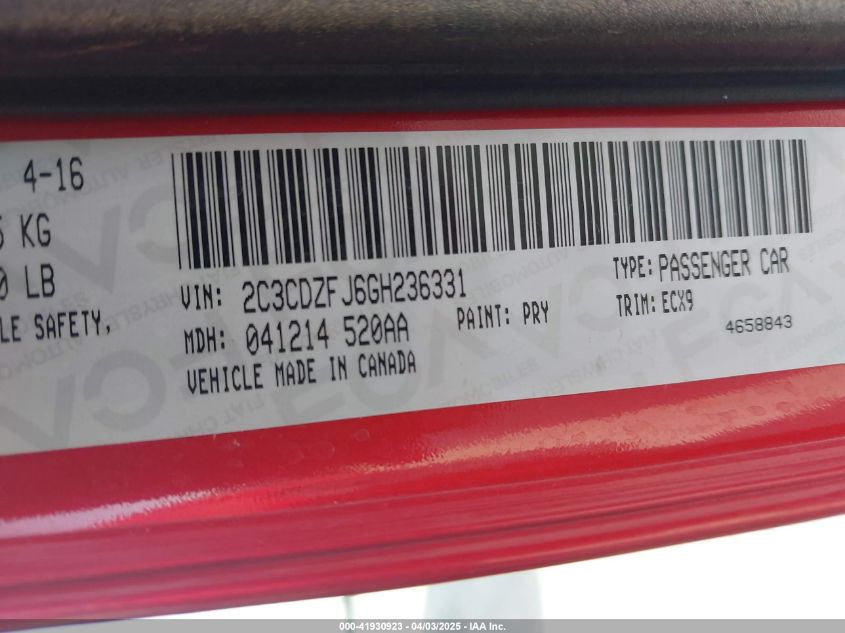 4-16
KG
LB
LE SAFETY,
VIN: 2C3CDZFJ6GH236331
TYPE: PASSENGER CAR
MDH: 041214 520AA
PAINT: PRY
TRIM: ECX9
VEHICLE MADE IN CANADA
4658843
000-41930923 - 04/03/2025 - IAA Inc.